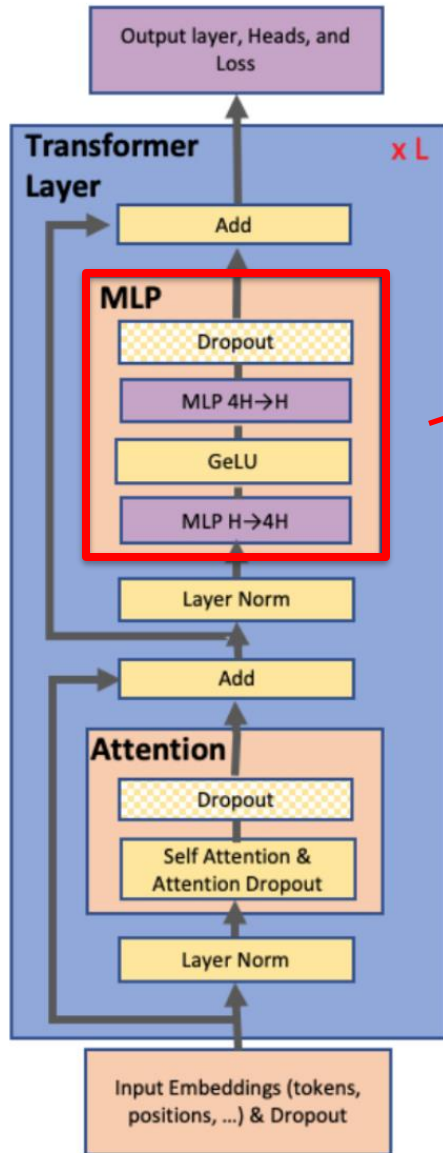 Output layer, Heads, and
Loss
Transformer
Layer
x L
Add
MLP
Dropout
MLP 4H→H
GeLU
MLP H→4H
Layer Norm
Add
Attention
Dropout
Self Attention &
Attention Dropout
Layer Norm
Input Embeddings (tokens,
positions, ...) & Dropout